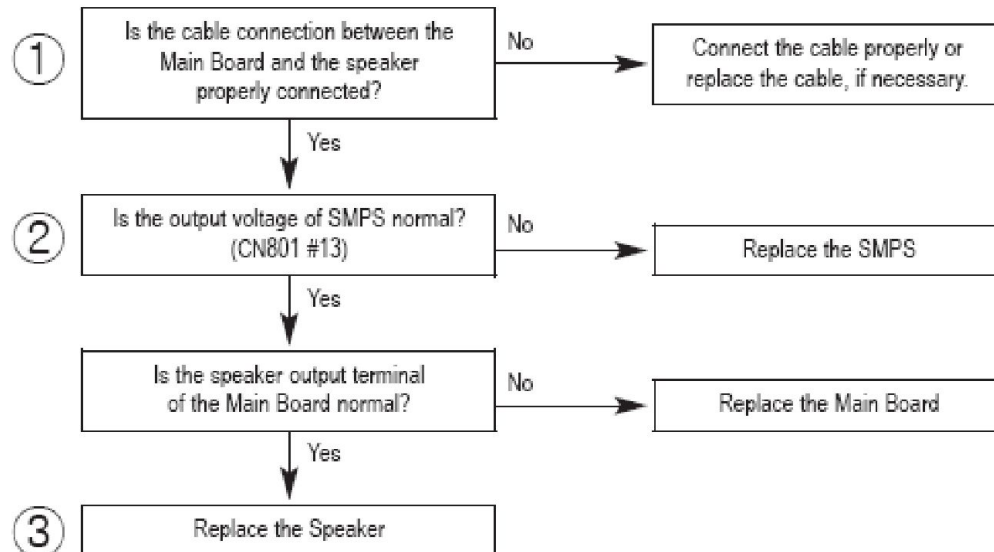 ①
Is the cable connection between the
Main Board and the speaker
properly connected?
No
Connect the cable properly or
replace the cable, if necessary.
Yes
②
Is the output voltage of SMPS normal?
(CN801 #13)
No
Replace the SMPS
Yes
Is the speaker output terminal
of the Main Board normal?
No
Replace the Main Board
Yes
③
Replace the Speaker